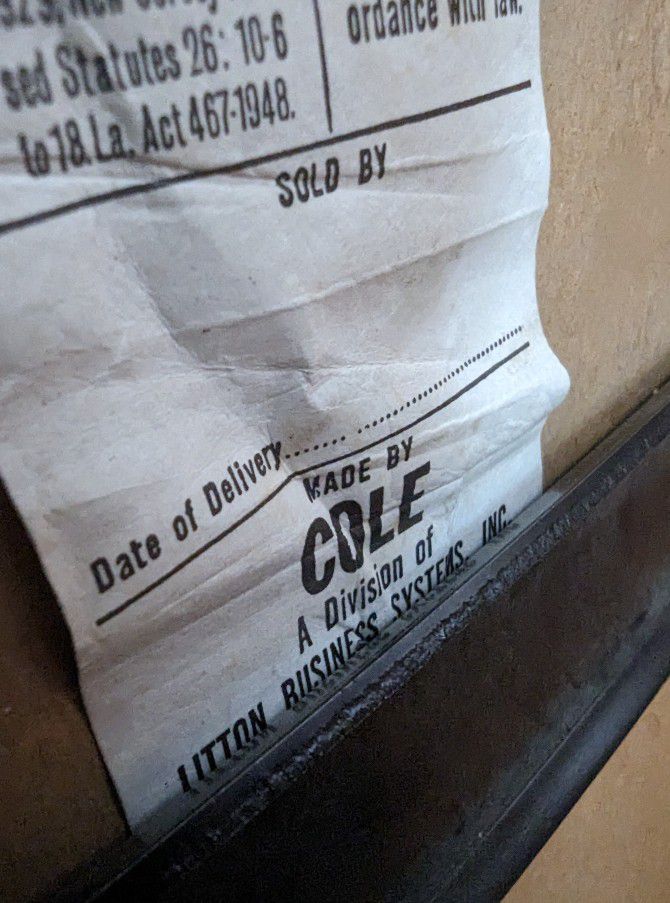 sed Statutes 26: 10-6
to 18. La. Act 467-1948.
ordance with law.
SOLD BY
Date of Delivery
MADE BY
COLE
A Division of
LITTON BUSINESS SYSTEMS, INC.